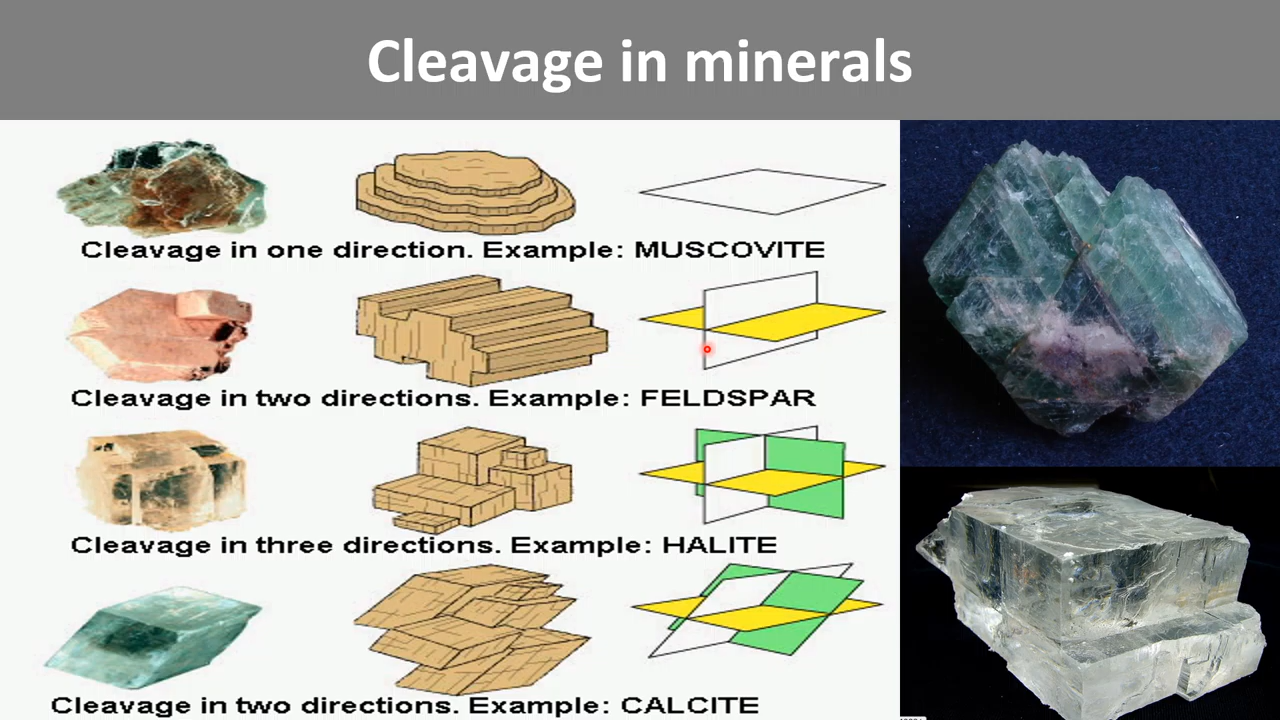 Cleavage in minerals
Cleavage in one direction. Example: MUSCOVITE
Cleavage in two directions. Example: FELDSPAR
Cleavage in three directions. Example: HALITE
Cleavage in two directions. Example: CALCITE